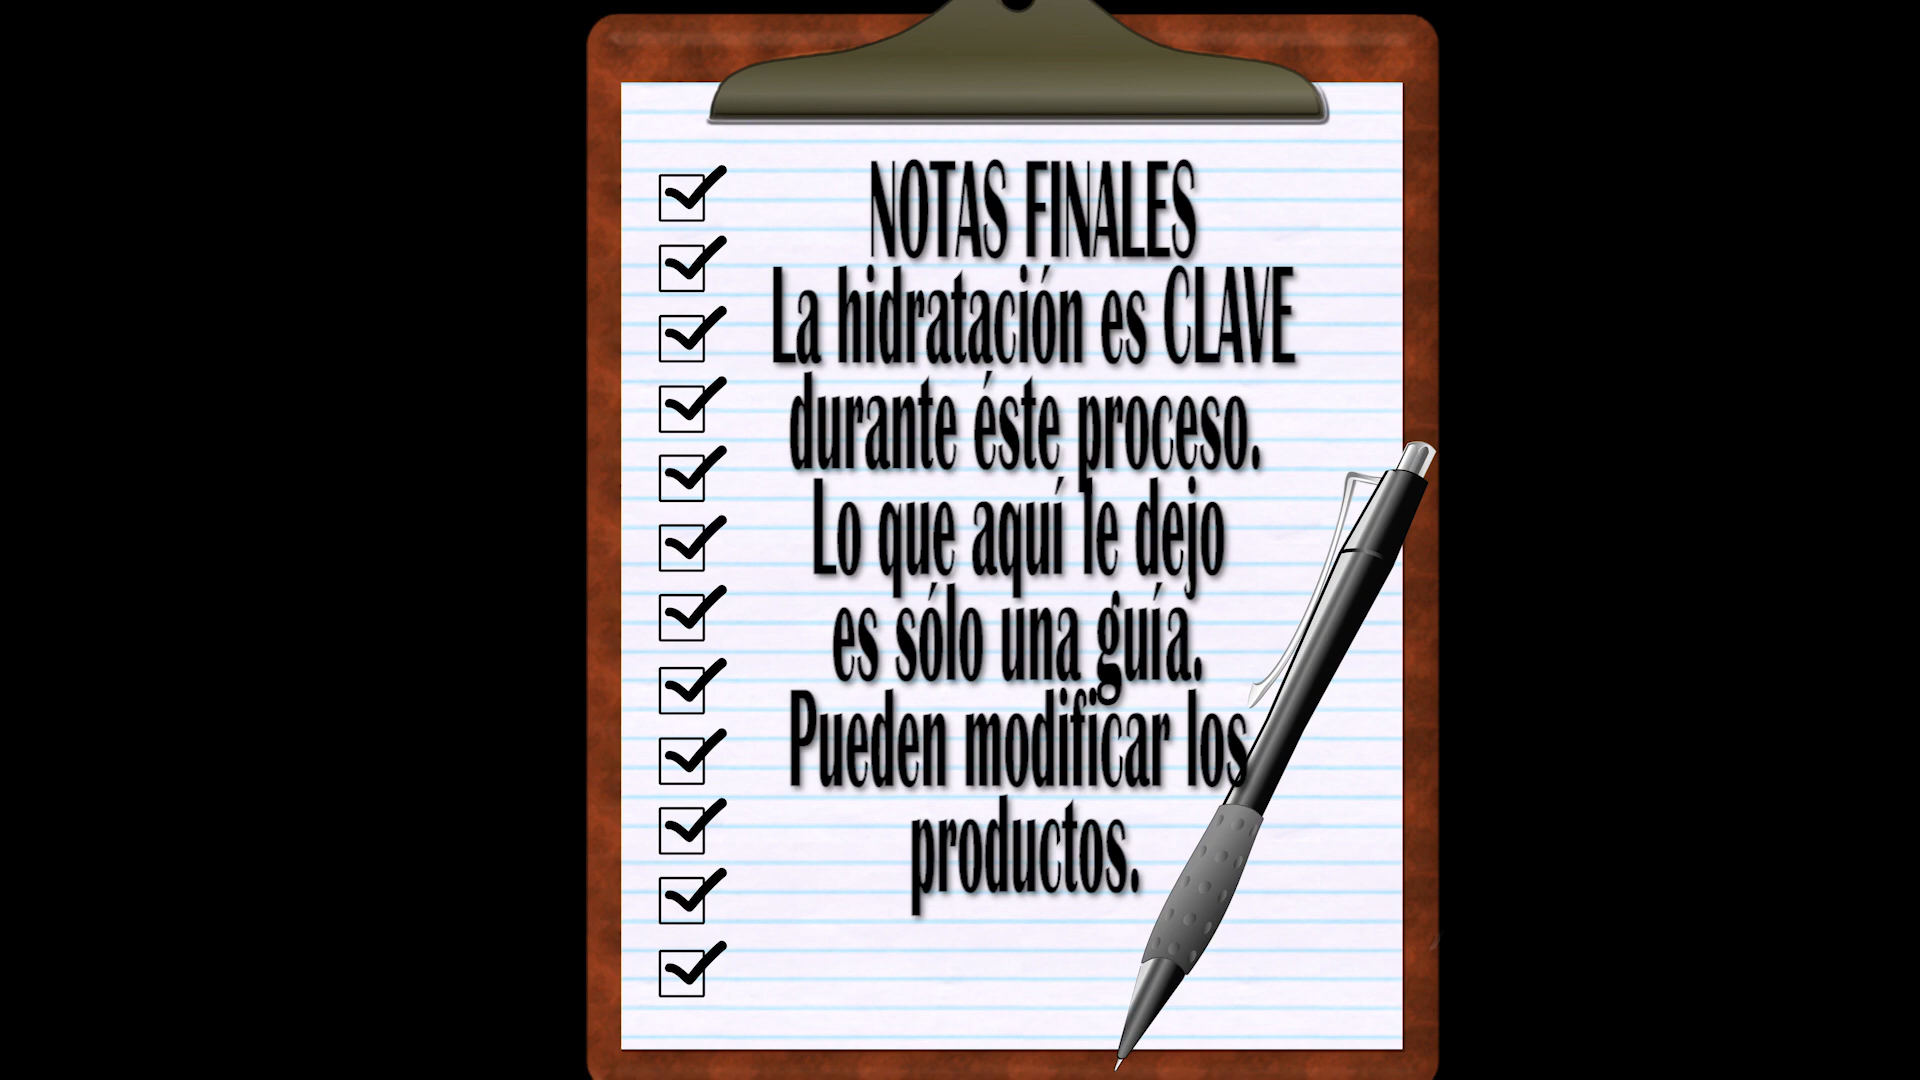 NOTAS FINALES
La hidratación es CLAVE
durante éste proceso.
Lo que aquí le dejo
es sólo una guía.
Pueden modificar los
productos.